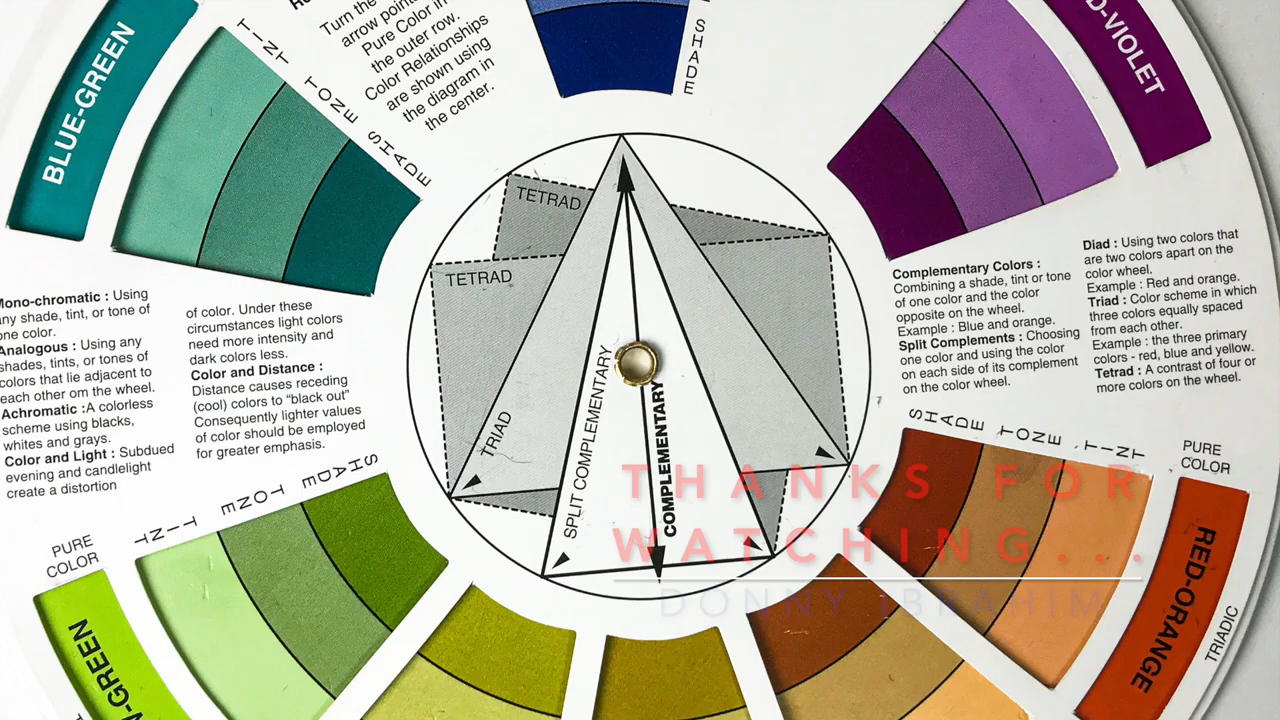 BLUE-GREEN
TINT TONE SHADE
Turn the
arrow
Pure Color in
the outer row.
Color Relationships
are shown using
the diagram in
the center.
SHADE
D-VIOLET
Mono-chromatic : Using
any shade, tint, or tone of
one color.
Analogous : Using any
shades, tints, or tones of
colors that lie adjacent to
each other om the wheel.
Achromatic :A colorless
scheme using blacks,
whites and grays.
Color and Light : Subdued
evening and candlelight
create a distortion
of color. Under these
circumstances light colors
need more intensity and
dark colors less.
Color and Distance :
Distance causes receding
(cool) colors to “black out”
Consequently lighter values
of color should be employed
for greater emphasis.
TETRAD
TETRAD
TRIAD
SPLIT COMPLEMENTARY
COMPLEMENTARY
Complementary Colors :
Combining a shade, tint or tone
of one color and the color
opposite on the wheel.
Example : Blue and orange.
Split Complements : Choosing
one color and using the color
on each side of its complement
on the color wheel.
Diad : Using two colors that
are two colors apart on the
color wheel.
Example : Red and orange.
Triad : Color scheme in which
three colors equally spaced
from each other.
Example : the three primary
colors - red, blue and yellow.
Tetrad : A contrast of four or
more colors on the wheel.
SHADE TONE TINT
PURE
COLOR
RED-ORANGE
TRIADIC
SHADE TONE TINT
PURE
COLOR
-GREEN
THANKS FOR
WATCHING...
DONNY IBRAHIM